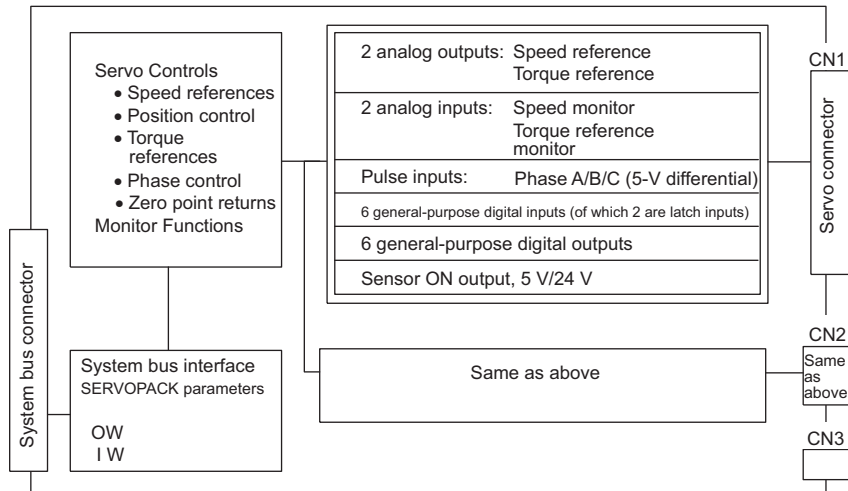 Servo Controls
• Speed references
• Position control
• Torque
references
• Phase control
• Zero point returns
Monitor Functions
2 analog outputs: Speed reference
Torque reference
2 analog inputs: Speed monitor
Torque reference
monitor
Pulse inputs: Phase A/B/C (5-V differential)
6 general-purpose digital inputs (of which 2 are latch inputs)
6 general-purpose digital outputs
Sensor ON output, 5 V/24 V
CN1
Servo connector
System bus connector
System bus interface
SERVOPACK parameters
OW
I W
Same as above
CN2
Same
as
above
CN3